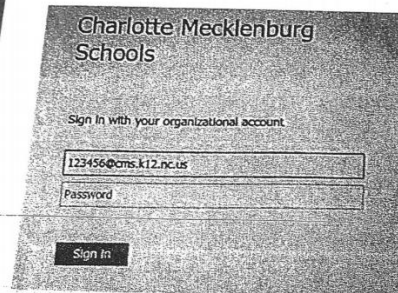 Charlotte Mecklenburg
Schools
Sign in with your organizational account
123456@cms.k12.nc.us
Password
Sign in